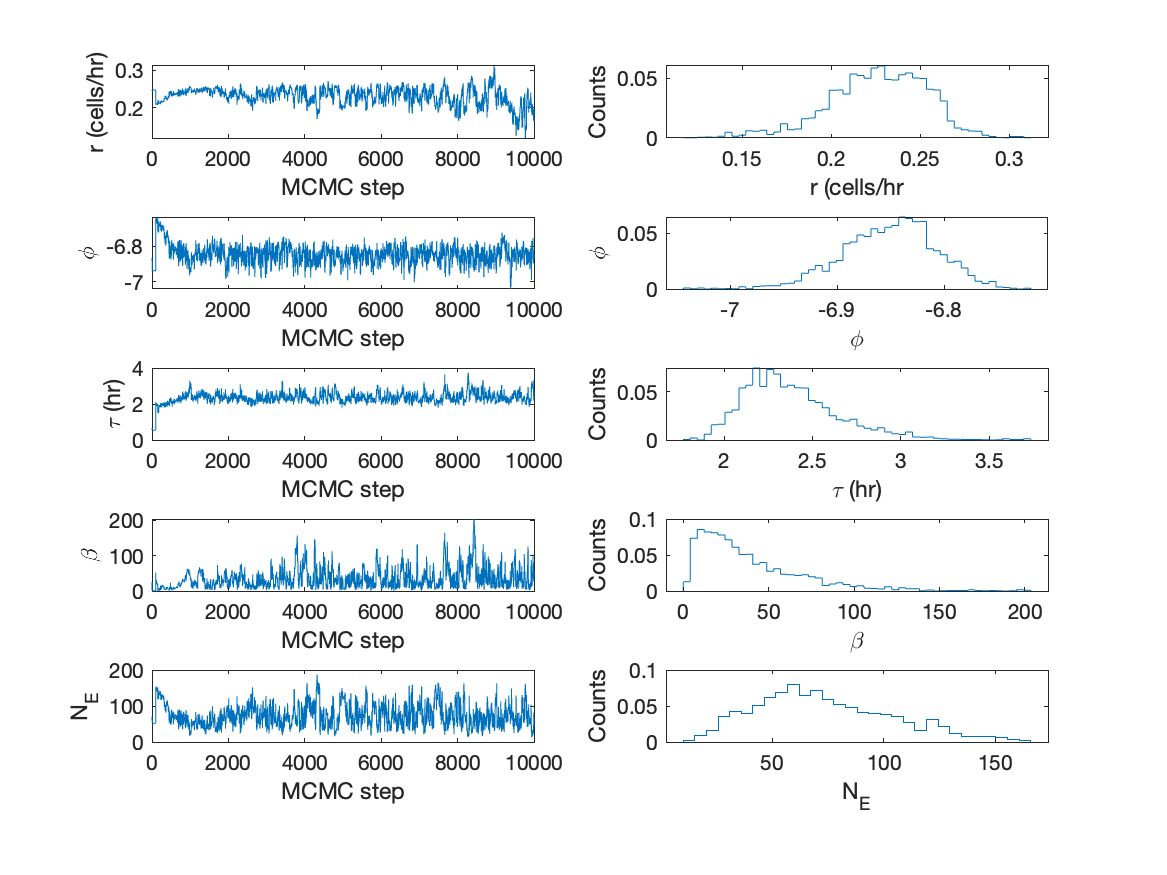 r (cells/hr)
0.3
0.2
0 2000 4000 6000 8000 10000
MCMC step
Counts
0.05
0
0.15 0.2 0.25 0.3
r (cells/hr
ϕ
-6.8
-7
0 2000 4000 6000 8000 10000
MCMC step
ϕ
0.05
0
-7 -6.9 -6.8
ϕ
τ (hr)
4
2
0
0 2000 4000 6000 8000 10000
MCMC step
Counts
0.05
0
2 2.5 3 3.5
τ (hr)
β
200
100
0
0 2000 4000 6000 8000 10000
MCMC step
Counts
0.1
0.05
0
0 50 100 150 200
β
N_E
200
100
0
0 2000 4000 6000 8000 10000
MCMC step
Counts
0.1
0.05
0
50 100 150
N_E